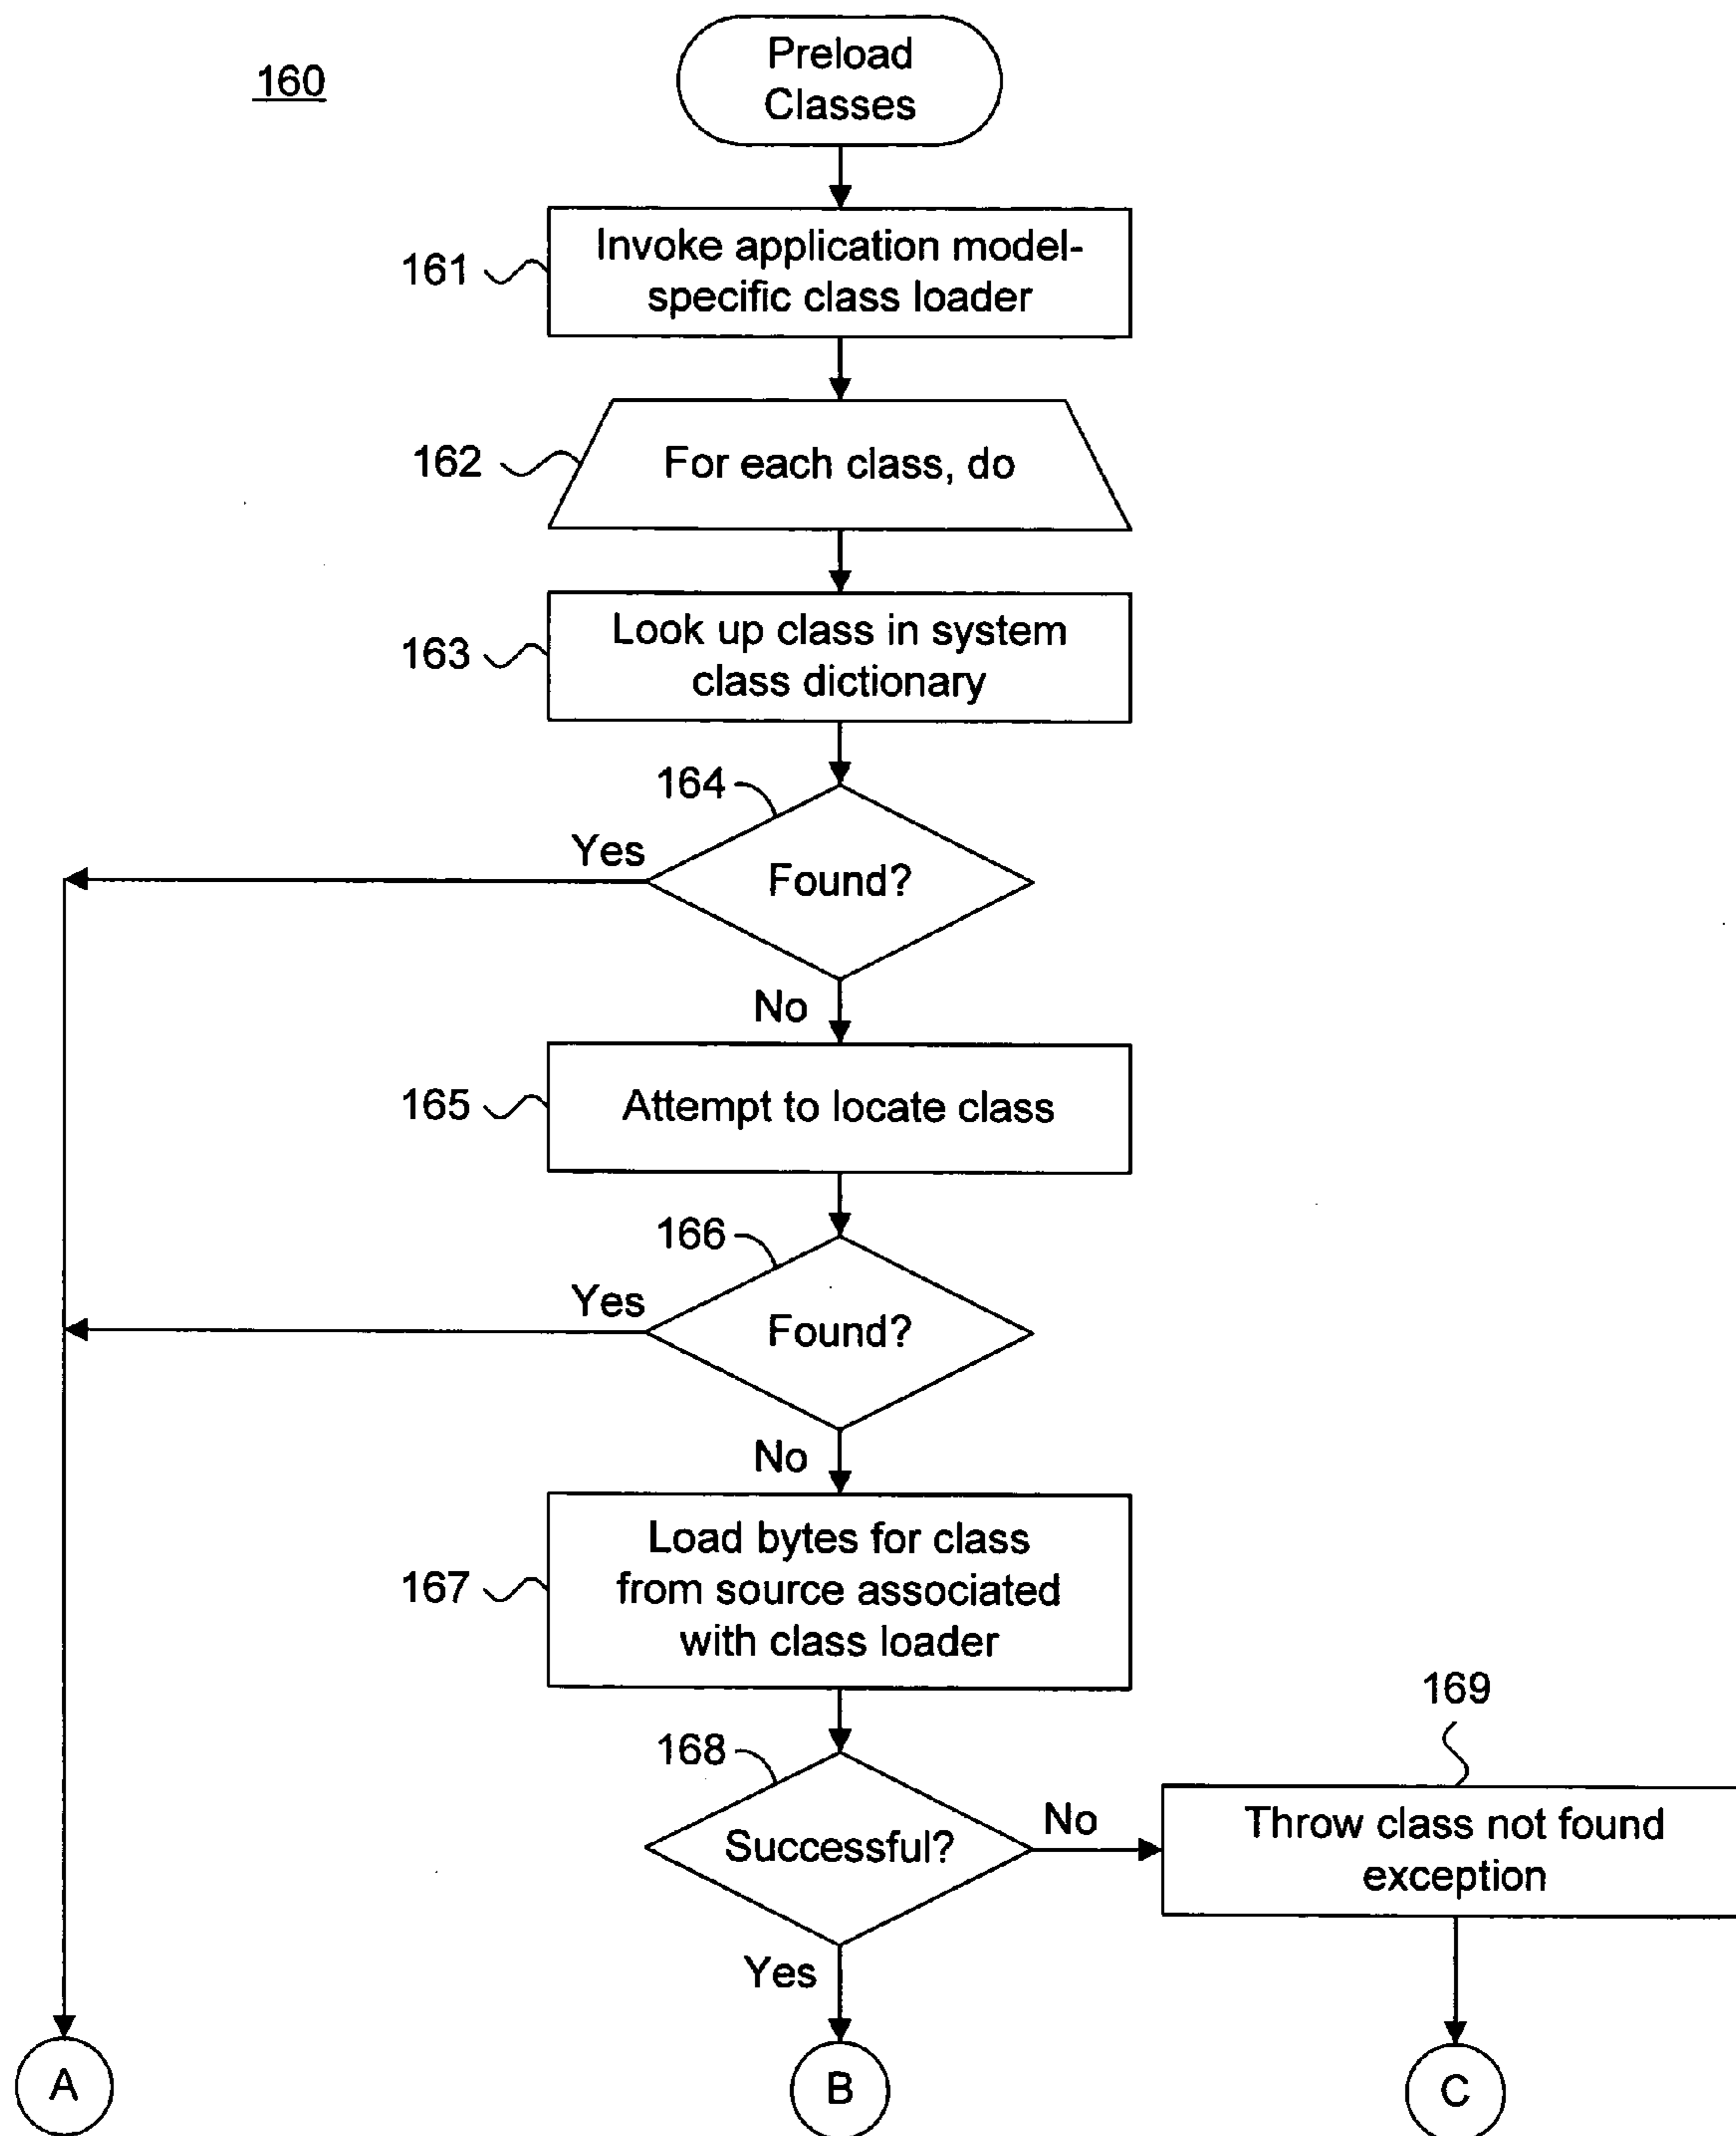 160
Preload
Classes
161
Invoke application model-
specific class loader
162
For each class, do
163
Look up class in system
class dictionary
164
Yes
Found?
No
165
Attempt to locate class
166
Yes
Found?
No
167
Load bytes for class
from source associated
with class loader
168
Successful?
No
169
Throw class not found
exception
Yes
A
B
C